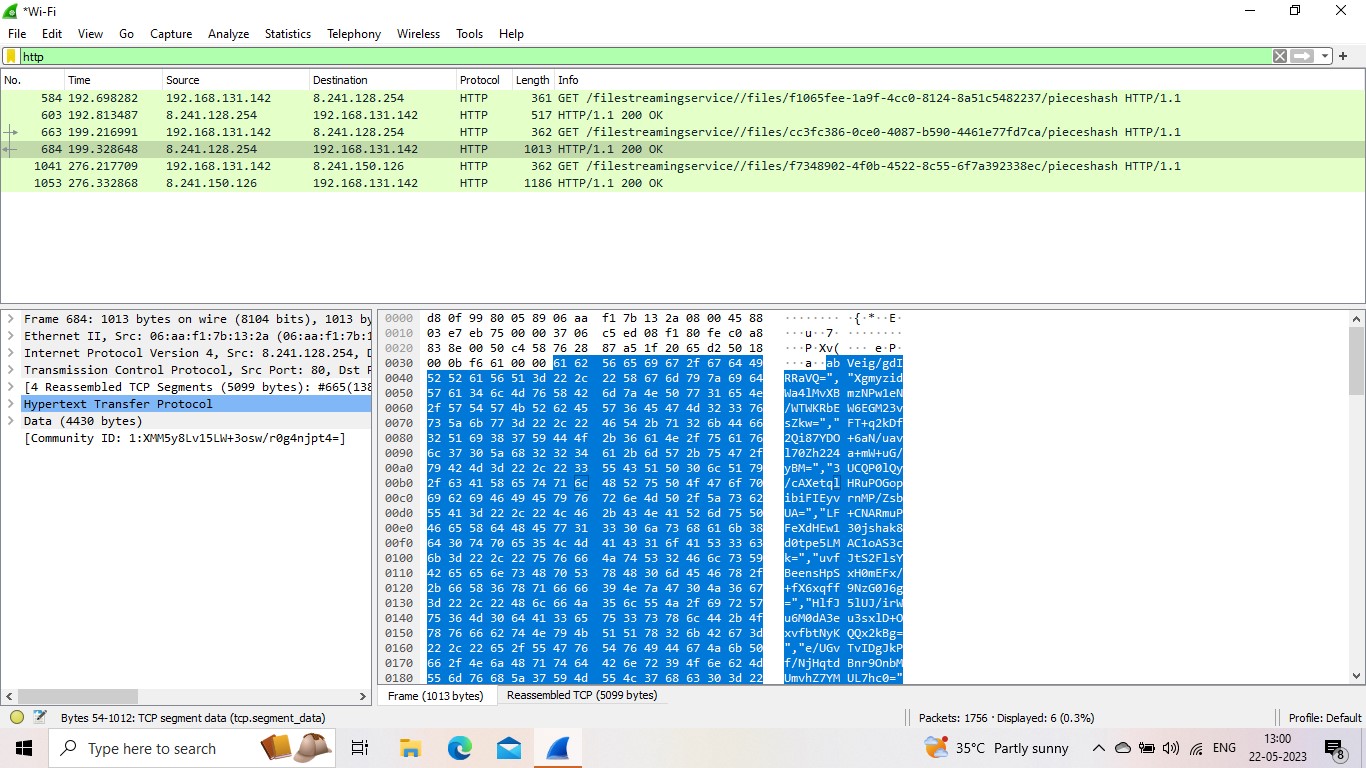 *Wi-Fi
File Edit View Go Capture Analyze Statistics Telephony Wireless Tools Help
http
No. Time Source Destination Protocol Length Info
584 192.698282 192.168.131.142 8.241.128.254 HTTP 361 GET /filestreamingservice//files/f1065fee-1a9f-4cc0-8124-8a51c5482237/pieceshash HTTP/1.1
603 192.813487 8.241.128.254 192.168.131.142 HTTP 517 HTTP/1.1 200 OK
663 199.216991 192.168.131.142 8.241.128.254 HTTP 362 GET /filestreamingservice//files/cc3fc386-0ce0-4087-b590-4461e77fd7ca/pieceshash HTTP/1.1
684 199.328648 8.241.128.254 192.168.131.142 HTTP 1013 HTTP/1.1 200 OK
1041 276.217709 192.168.131.142 8.241.150.126 HTTP 362 GET /filestreamingservice//files/f7348902-4f0b-4522-8c55-6f7a392338ec/pieceshash HTTP/1.1
1053 276.332868 8.241.150.126 192.168.131.142 HTTP 1186 HTTP/1.1 200 OK
Frame 684: 1013 bytes on wire (8104 bits), 1013 by
Ethernet II, Src: 06:aa:f1:7b:13:2a (06:aa:f1:7b:1
Internet Protocol Version 4, Src: 8.241.128.254, D
Transmission Control Protocol, Src Port: 80, Dst P
[4 Reassembled TCP Segments (5099 bytes): #665(138
Hypertext Transfer Protocol
Data (4430 bytes)
[Community ID: 1:XMM5y8Lv15LW+3osw/r0g4njpt4=]
0000 d8 0f 99 80 05 89 06 aa f1 7b 13 2a 08 00 45 88 ········ ·{·*··E·
0010 03 e7 eb 75 00 00 37 06 c5 ed 08 f1 80 fe c0 a8 ···u··7· ········
0020 83 8e 00 50 c4 58 76 28 87 a5 1f 20 65 d2 50 18 ···P·Xv( ··· e·P·
0030 00 0b f6 61 00 00 61 62 56 65 69 67 2f 67 64 49 ···a··ab Veig/gdI
0040 52 52 61 56 51 3d 22 2c 22 58 67 6d 79 7a 69 64 RRaVQ=", "Xgmyzid
0050 57 61 34 6c 4d 76 58 42 6d 7a 4e 50 77 31 65 4e Wa4lMvXB mzNPw1eN
0060 2f 57 54 57 4b 52 62 45 57 36 45 47 4d 32 33 76 /WTWKRbE W6EGM23v
0070 73 5a 6b 77 3d 22 2c 22 46 54 2b 71 32 6b 44 66 sZkw="," FT+q2kDf
0080 32 51 69 38 37 59 44 4f 2b 36 61 4e 2f 75 61 76 2Qi87YDO +6aN/uav
0090 6c 37 30 5a 68 32 32 34 61 2b 6d 57 2b 75 47 2f l70Zh224 a+mW+uG/
00a0 79 42 4d 3d 22 2c 22 33 55 43 51 50 30 6c 51 79 yBM=","3 UCQP0lQy
00b0 2f 63 41 58 65 74 71 6c 48 52 75 50 4f 47 6f 70 /cAXetql HRuPOGop
00c0 69 62 69 46 49 45 79 76 72 6e 4d 50 2f 5a 73 62 ibiFIEyv rnMP/Zsb
00d0 55 41 3d 22 2c 22 4c 46 2b 43 4e 41 52 6d 75 50 UA=","LF +CNARmuP
00e0 46 65 58 64 48 45 77 31 33 30 6a 73 68 61 6b 38 FeXdHEw1 30jshak8
00f0 64 30 74 70 65 35 4c 4d 41 43 31 6f 41 53 33 63 d0tpe5LM AC1oAS3c
0100 6b 3d 22 2c 22 75 76 66 4a 74 53 32 46 6c 73 59 k=","uvf JtS2FlsY
0110 42 65 65 6e 73 48 70 53 78 48 30 6d 45 46 78 2f BeensHpS xH0mEFx/
0120 2b 66 58 36 78 71 66 66 39 4e 7a 47 30 4a 36 67 +fX6xqff 9NzG0J6g
0130 3d 22 2c 22 48 6c 66 4a 35 6c 55 4a 2f 69 72 57 =","HlfJ 5lUJ/irW
0140 75 36 4d 30 64 41 33 65 75 33 73 78 6c 44 2b 4f u6M0dA3e u3sxlD+O
0150 78 76 66 62 74 4e 79 4b 51 51 78 32 6b 42 67 3d xvfbtNyK QQx2kBg=
0160 22 2c 22 65 2f 55 47 76 54 76 49 44 67 4a 6b 50 ","e/UGv TvIDgJkP
0170 66 2f 4e 6a 48 71 74 64 42 6e 72 39 4f 6e 62 4d f/NjHqtd Bnr9OnbM
0180 55 6d 76 68 5a 37 59 4d 55 4c 37 68 63 30 3d 22 UmvhZ7YM UL7hc0="
Frame (1013 bytes) Reassembled TCP (5099 bytes)
Bytes 54-1012: TCP segment data (tcp.segment_data) Packets: 1756 · Displayed: 6 (0.3%) Profile: Default
Type here to search 35°C Partly sunny ENG 13:00 22-05-2023 8